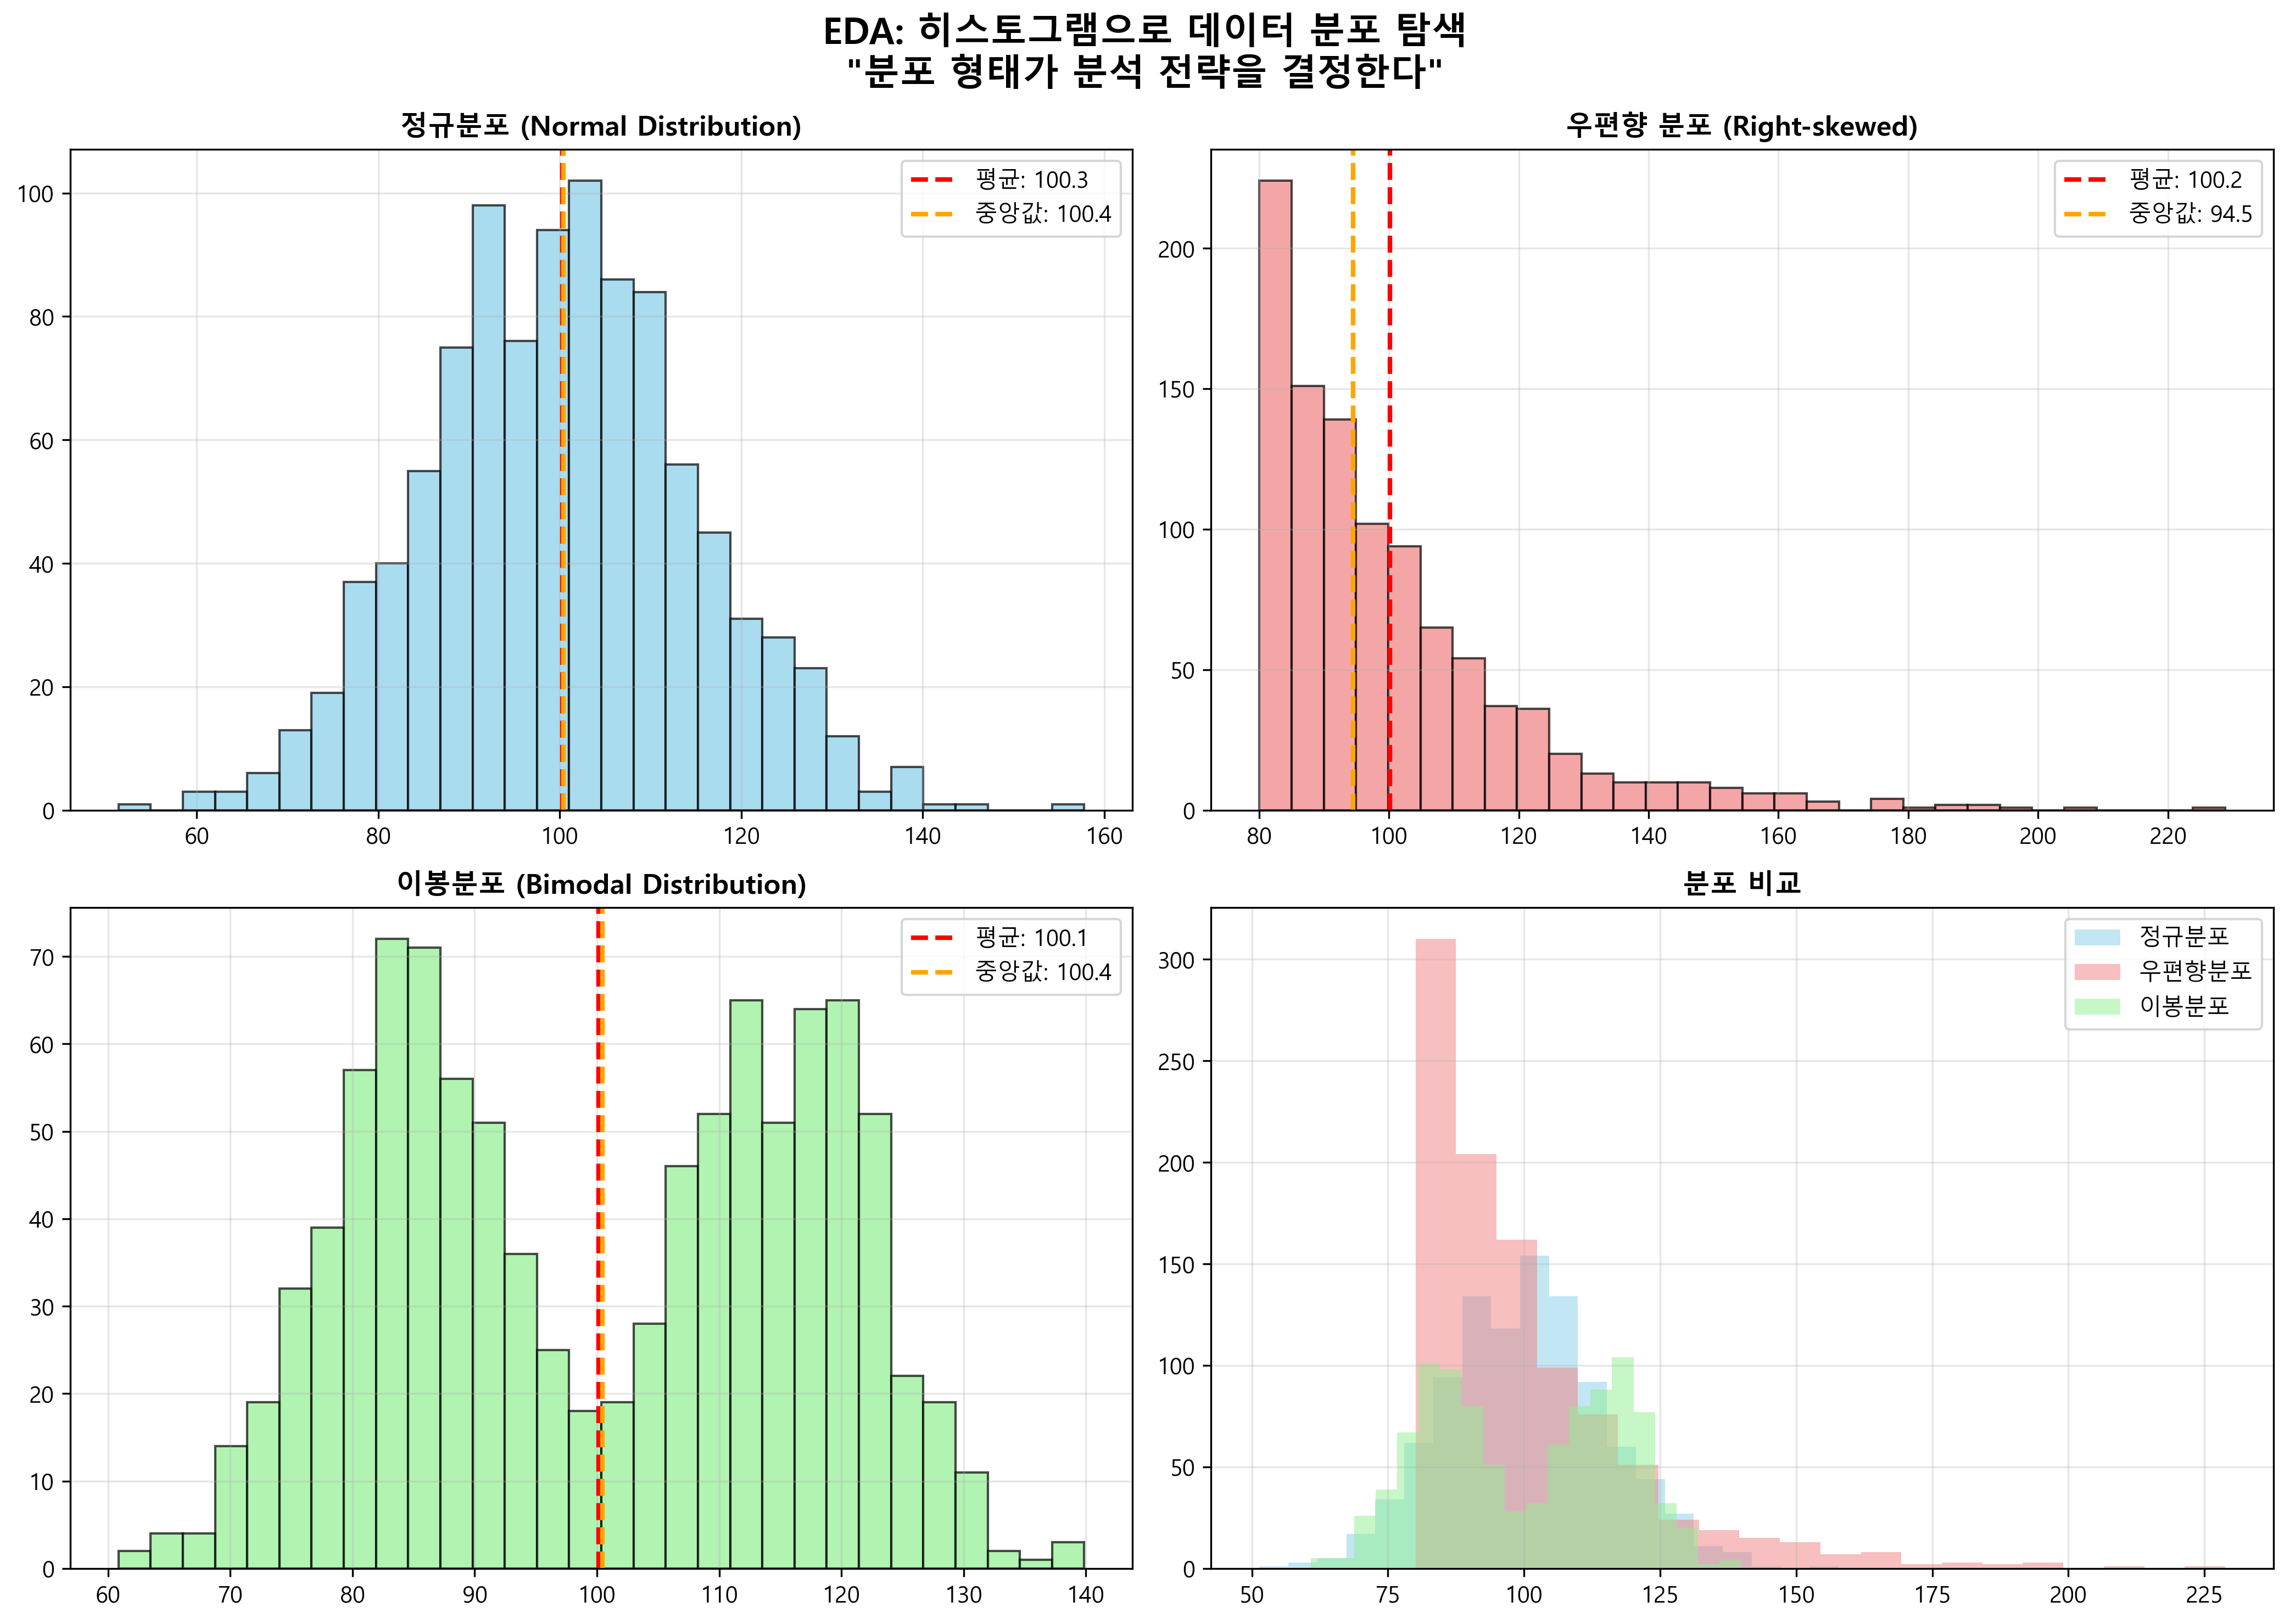 EDA: 히스토그램으로 데이터 분포 탐색
"분포 형태가 분석 전략을 결정한다"
정규분포 (Normal Distribution)
평균: 100.3
중앙값: 100.4
0
20
40
60
80
100
60 80 100 120 140 160
우편향 분포 (Right-skewed)
평균: 100.2
중앙값: 94.5
0
50
100
150
200
80 100 120 140 160 180 200 220
이봉분포 (Bimodal Distribution)
평균: 100.1
중앙값: 100.4
0
10
20
30
40
50
60
70
60 70 80 90 100 110 120 130 140
분포 비교
정규분포
우편향분포
이봉분포
0
50
100
150
200
250
300
50 75 100 125 150 175 200 225